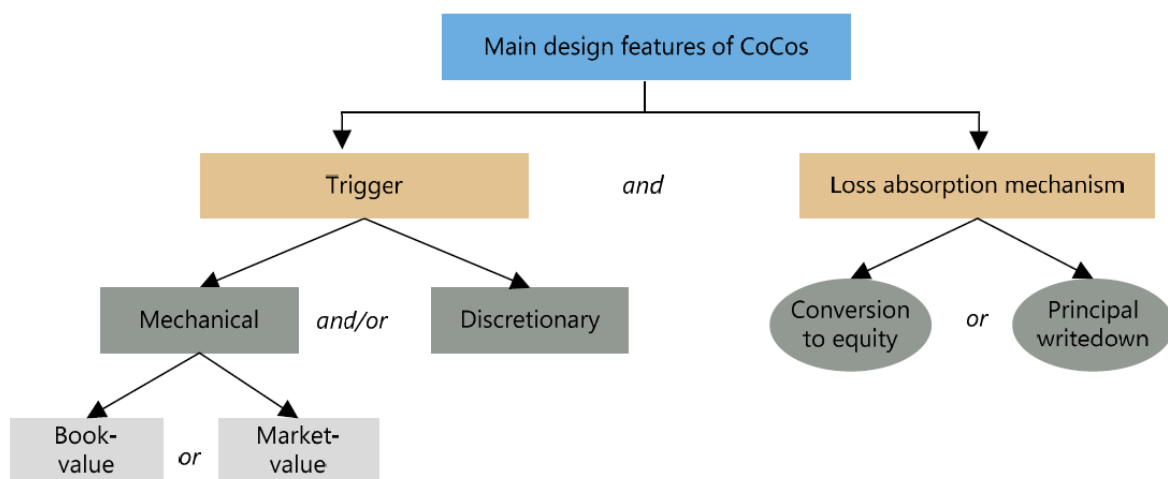 Main design features of CoCos
Trigger
and
Loss absorption mechanism
Mechanical
and/or
Discretionary
Conversion
to equity
or
Principal
writedown
Book-
value
or
Market-
value